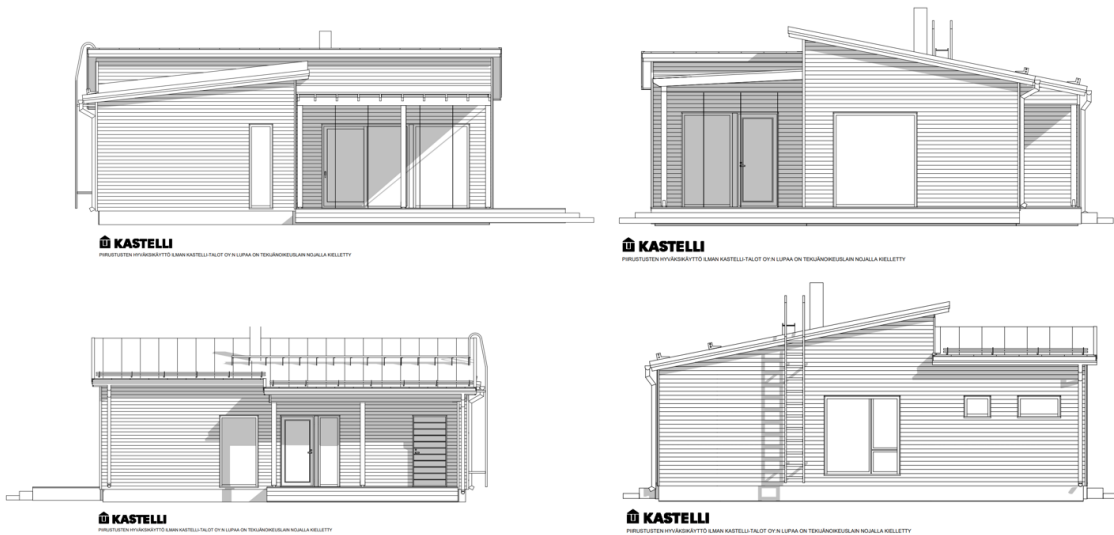 KASTELLI
PIIRUSTUSTEN HYVÄKSIKÄYTTÖ ILMAN KASTELLI-TALOT OY:N LUPAA ON TEKIJÄNOIKEUSLAIN NOJALLA KIELLETTY
KASTELLI
PIIRUSTUSTEN HYVÄKSIKÄYTTÖ ILMAN KASTELLI-TALOT OY:N LUPAA ON TEKIJÄNOIKEUSLAIN NOJALLA KIELLETTY
KASTELLI
PIIRUSTUSTEN HYVÄKSIKÄYTTÖ ILMAN KASTELLI-TALOT OY:N LUPAA ON TEKIJÄNOIKEUSLAIN NOJALLA KIELLETTY
KASTELLI
PIIRUSTUSTEN HYVÄKSIKÄYTTÖ ILMAN KASTELLI-TALOT OY:N LUPAA ON TEKIJÄNOIKEUSLAIN NOJALLA KIELLETTY